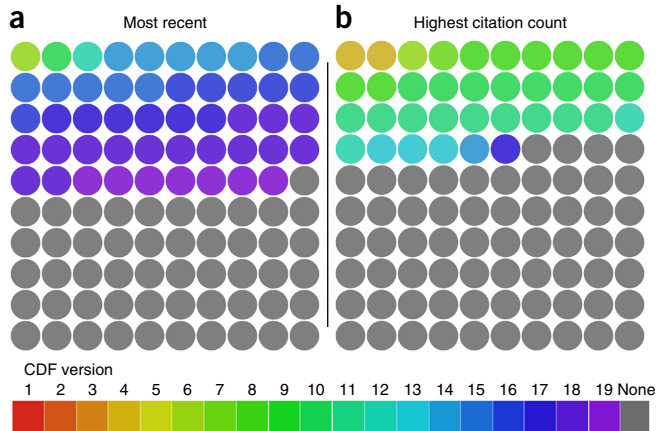 a Most recent
b Highest citation count
CDF version
1 2 3 4 5 6 7 8 9 10 11 12 13 14 15 16 17 18 19 None